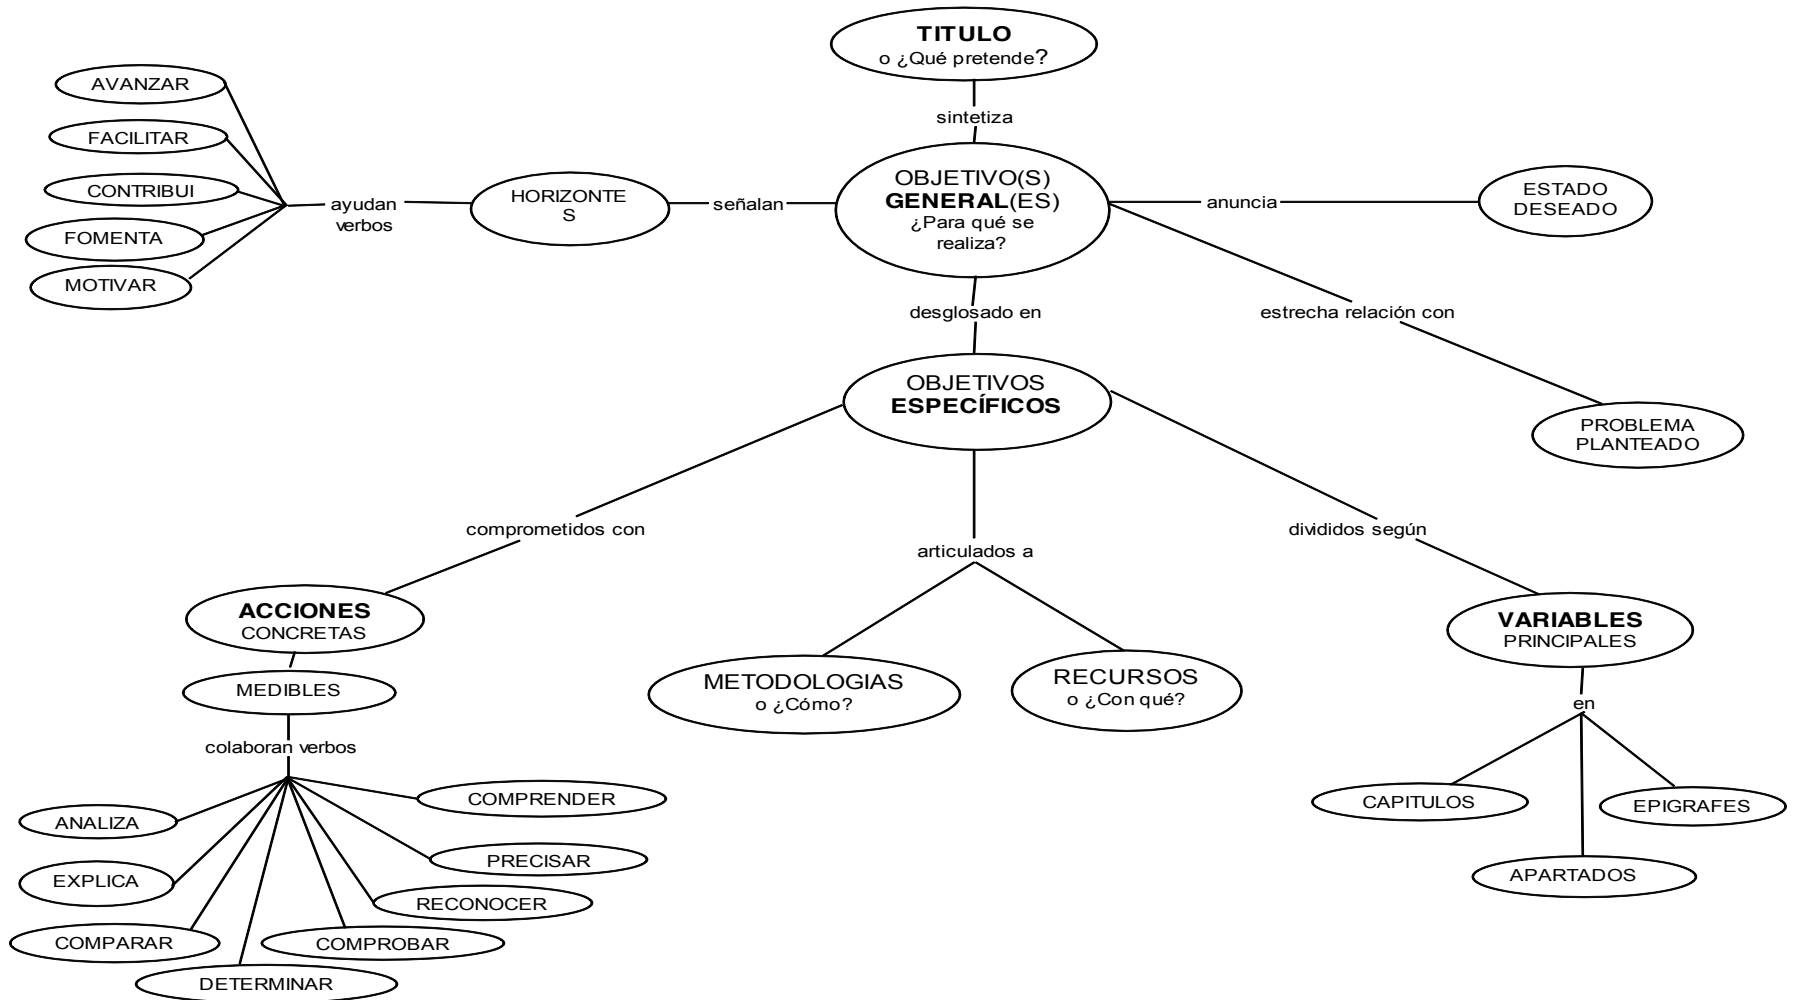 TITULO
o ¿Qué pretende?
sintetiza
AVANZAR
FACILITAR
CONTRIBUI
FOMENTA
MOTIVAR
ayudan
verbos
HORIZONTE
S
señalan
OBJETIVO(S)
GENERAL(ES)
¿Para qué se
realiza?
anuncia
ESTADO
DESEADO
desglosado en
estrecha relación con
PROBLEMA
PLANTEADO
OBJETIVOS
ESPECÍFICOS
comprometidos con
articulados a
divididos según
ACCIONES
CONCRETAS
MEDIBLES
colaboran verbos
METODOLOGIAS
o ¿Cómo?
RECURSOS
o ¿Con qué?
VARIABLES
PRINCIPALES
en
CAPITULOS
EPIGRAFES
APARTADOS
COMPRENDER
ANALIZA
PRECISAR
EXPLICA
RECONOCER
COMPARAR
COMPROBAR
DETERMINAR